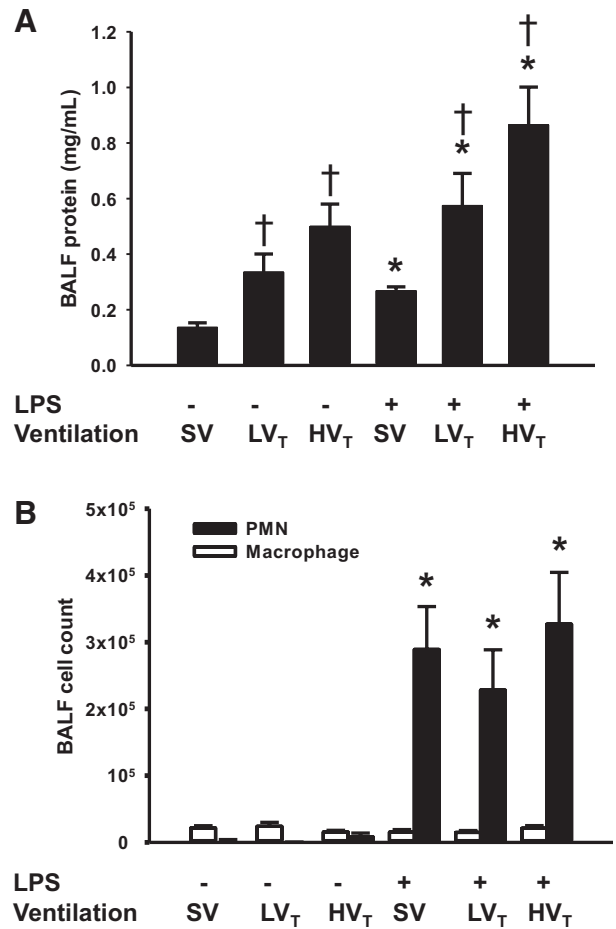 A
BALF protein (mg/mL)
1.2
1.0
0.8
0.6
0.4
0.2
0.0
† † * † * † *
LPS - - - + + +
Ventilation SV LVT HVT SV LVT HVT
B
BALF cell count
5x10⁵
4x10⁵
3x10⁵
2x10⁵
10⁵
0
PMN
Macrophage
* * *
LPS - - - + + +
Ventilation SV LVT HVT SV LVT HVT